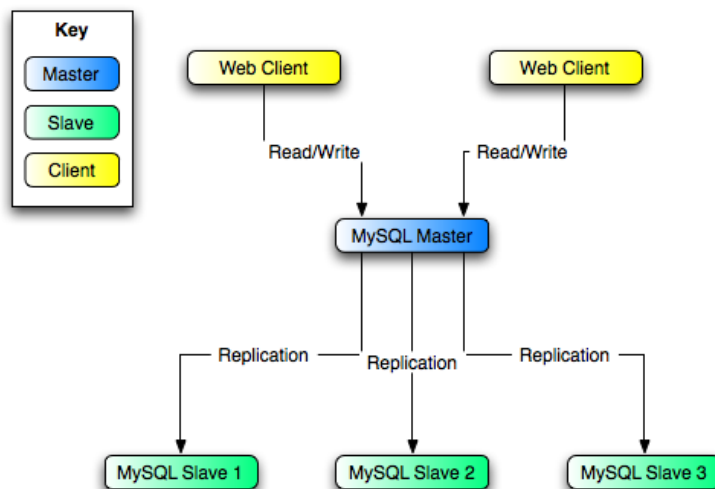 Key
Master
Slave
Client
Web Client
Web Client
Read/Write
Read/Write
MySQL Master
Replication
Replication
Replication
MySQL Slave 1
MySQL Slave 2
MySQL Slave 3